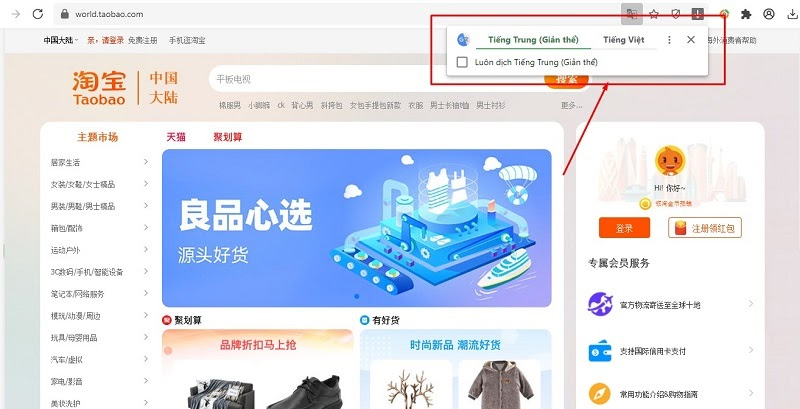 world.taobao.com
中国大陆
亲，请登录 免费注册 手机逛淘宝
海外消费者帮助
Tiếng Trung (Giản thể) Tiếng Việt
Luôn dịch Tiếng Trung (Giản thể)
淘宝
Taobao
中国
大陆
平板电视
搜索
棉服男 小脚裤 ck 背心男 斜挎包 女包手提包新款 衣服 男士长袖t恤 男士衬衫 更多...
主题市场
天猫 聚划算
居家生活
女装/女鞋/女士精品
男装/男鞋/男士精品
箱包/配饰
运动户外
3C数码/手机/智能设备
笔记本/网络服务
模玩/动漫/周边
玩具/母婴用品
汽车/虚拟
家电/影音
美妆洗护
良品心选
源头好货
聚划算
品牌折扣马上抢
有好货
时尚新品 潮流好货
Hi! 你好~
登录
注册领红包
专属会员服务
官方物流寄送至全球十地
支持国际信用卡支付
常用功能介绍&购物指南